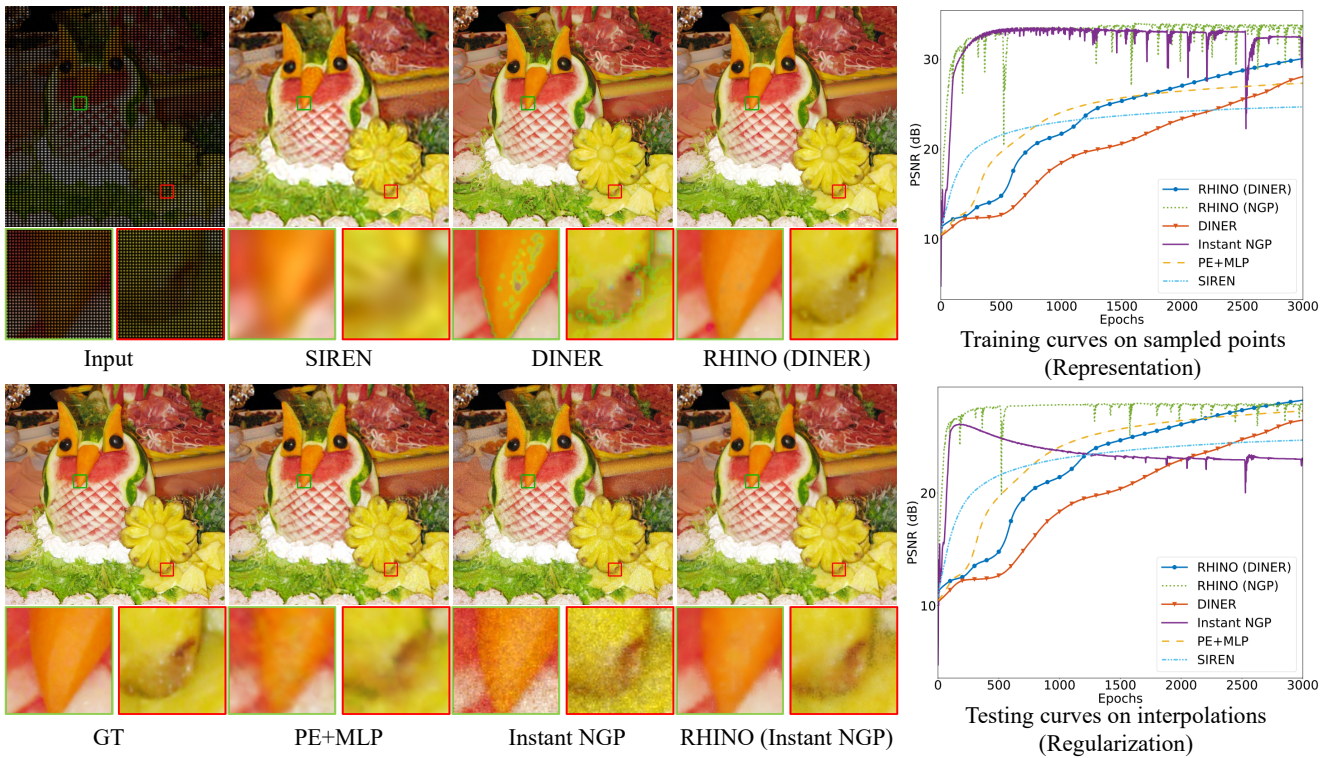 30
20
10
PSNR (dB)
RHINO (DINER)
RHINO (NGP)
DINER
Instant NGP
PE+MLP
SIREN
0 500 1000 1500 2000 2500 3000
Epochs
Training curves on sampled points
(Representation)
Input SIREN DINER RHINO (DINER)
20
10
PSNR (dB)
RHINO (DINER)
RHINO (NGP)
DINER
Instant NGP
PE+MLP
SIREN
0 500 1000 1500 2000 2500 3000
Epochs
Testing curves on interpolations
(Regularization)
GT PE+MLP Instant NGP RHINO (Instant NGP)